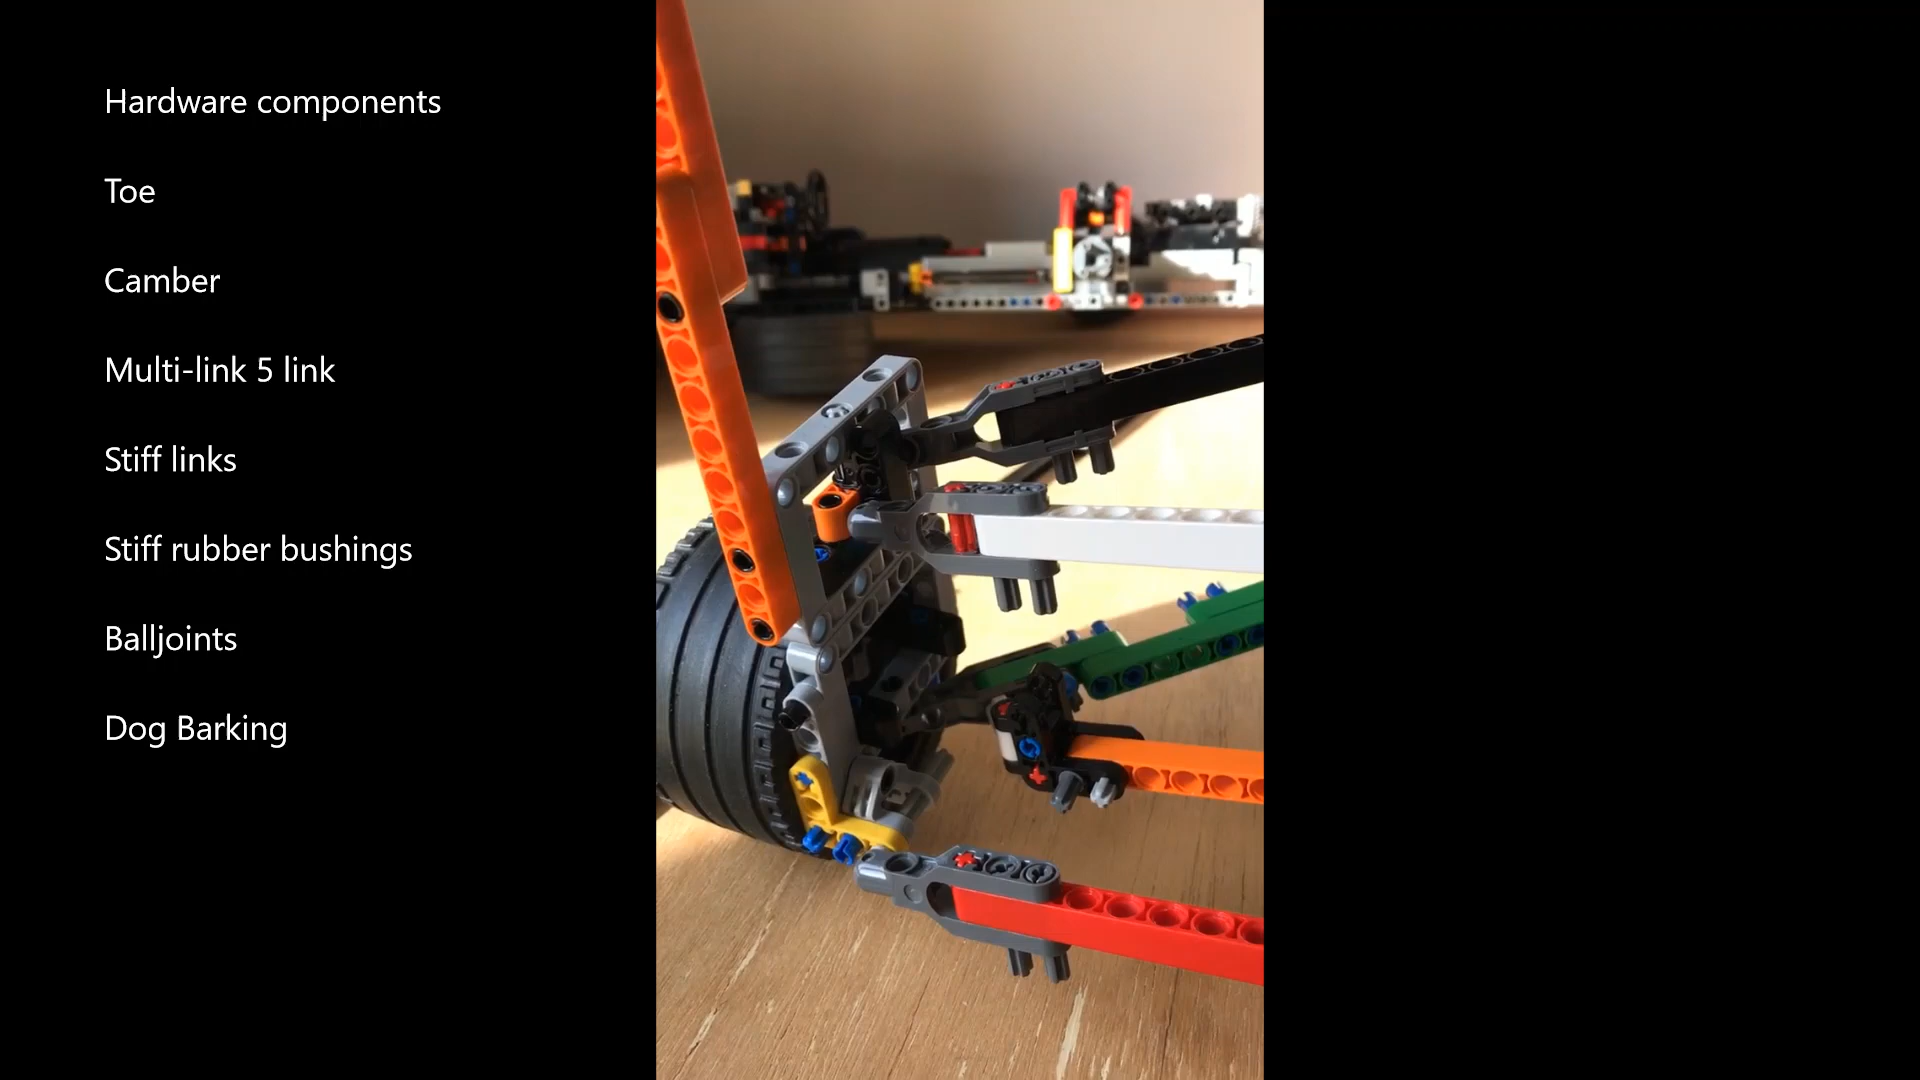 Hardware components
Toe
Camber
Multi-link 5 link
Stiff links
Stiff rubber bushings
Balljoints
Dog Barking